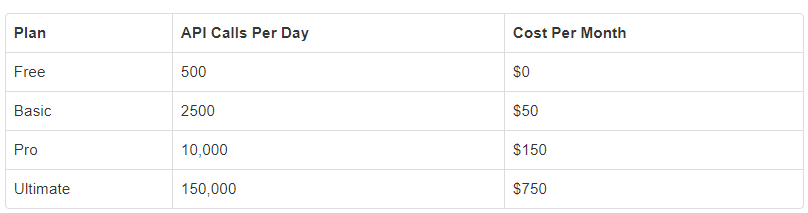 Plan API Calls Per Day Cost Per Month
Free 500 $0
Basic 2500 $50
Pro 10,000 $150
Ultimate 150,000 $750